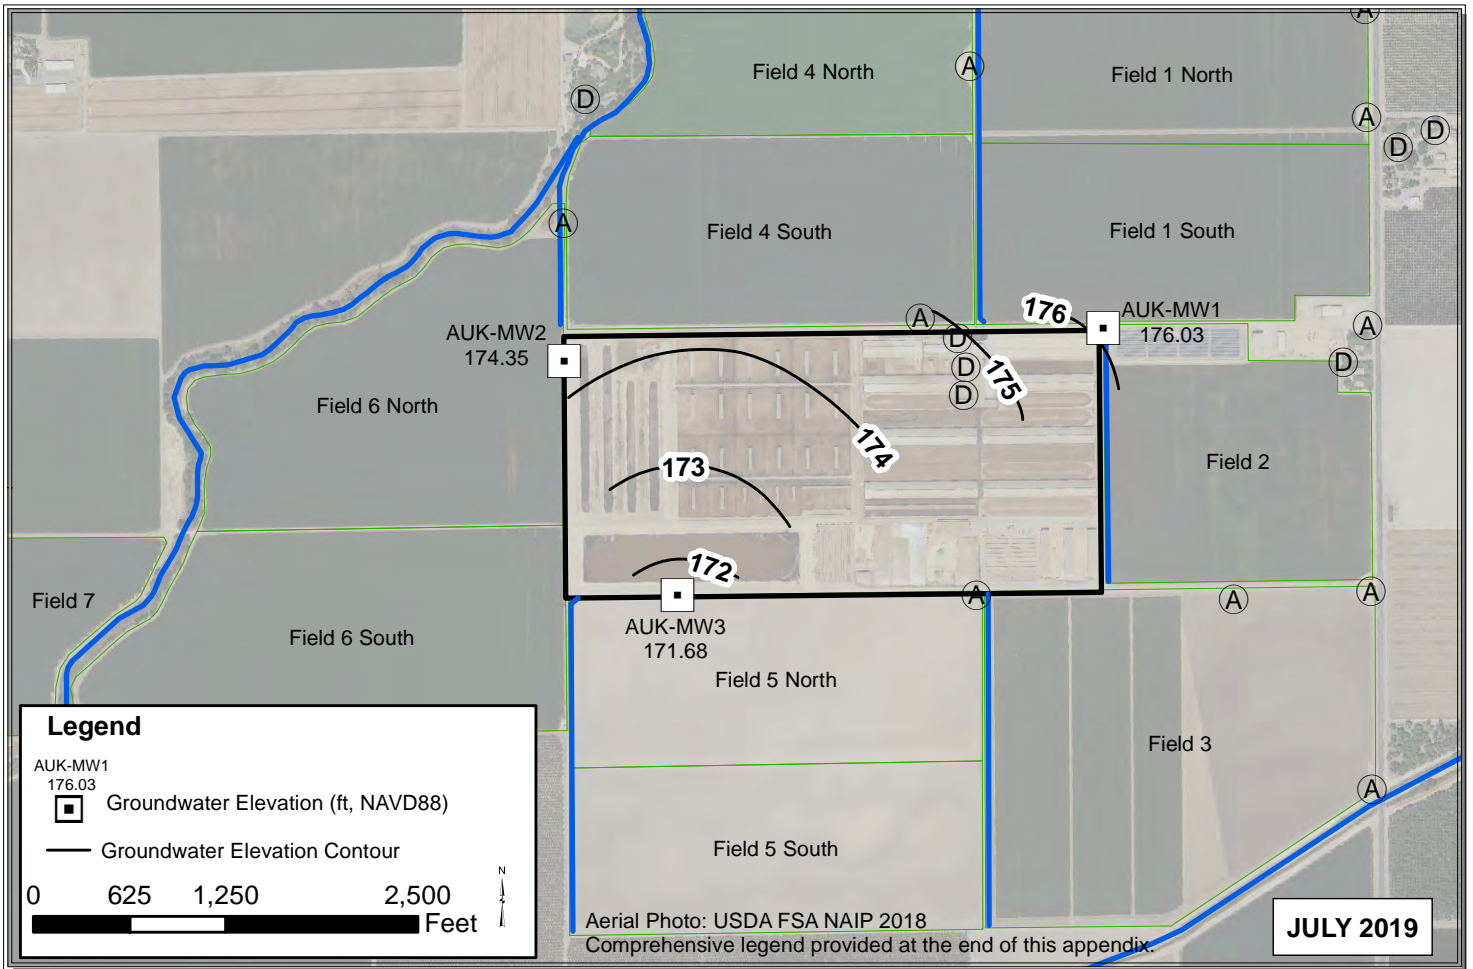 A
Field 4 North
A
Field 1 North
D
A
D
D
A
Field 4 South
Field 1 South
176
AUK-MW1
176.03
A
A
D
AUK-MW2
174.35
D
D
D
175
Field 6 North
174
173
Field 2
172
Field 7
A
A
A
AUK-MW3
171.68
Field 6 South
Field 5 North
Field 3
A
Field 5 South
Legend
AUK-MW1
176.03
Groundwater Elevation (ft, NAVD88)
Groundwater Elevation Contour
N
0 625 1,250 2,500
Feet
Aerial Photo: USDA FSA NAIP 2018
Comprehensive legend provided at the end of this appendix.
JULY 2019